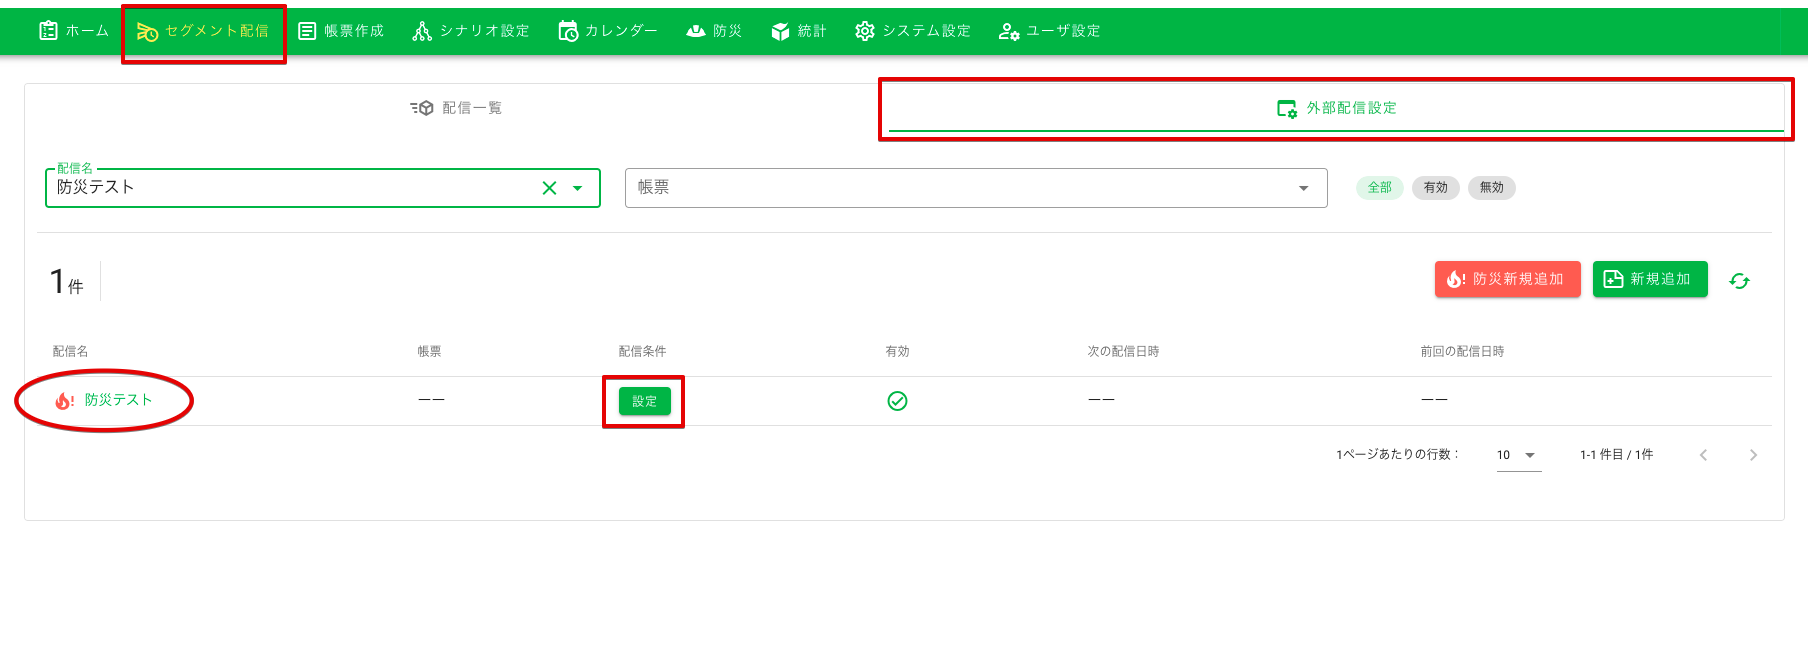 ホーム セグメント配信 帳票作成 シナリオ設定 カレンダー 防災 統計 システム設定 ユーザ設定
配信一覧 外部配信設定
配信名
防災テスト 帳票 全部 有効 無効
1件 防災新規追加 新規追加
配信名 帳票 配信条件 有効 次の配信日時 前回の配信日時
防災テスト ーー 設定 ーー ーー
1ページあたりの行数： 10 1-1 件目 / 1件